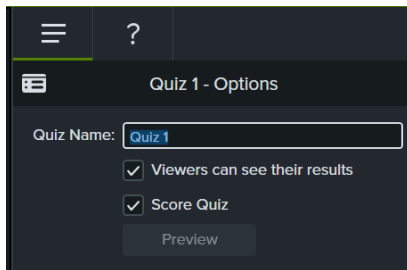 ?
Quiz 1 - Options
Quiz Name: Quiz 1
Viewers can see their results
Score Quiz
Preview